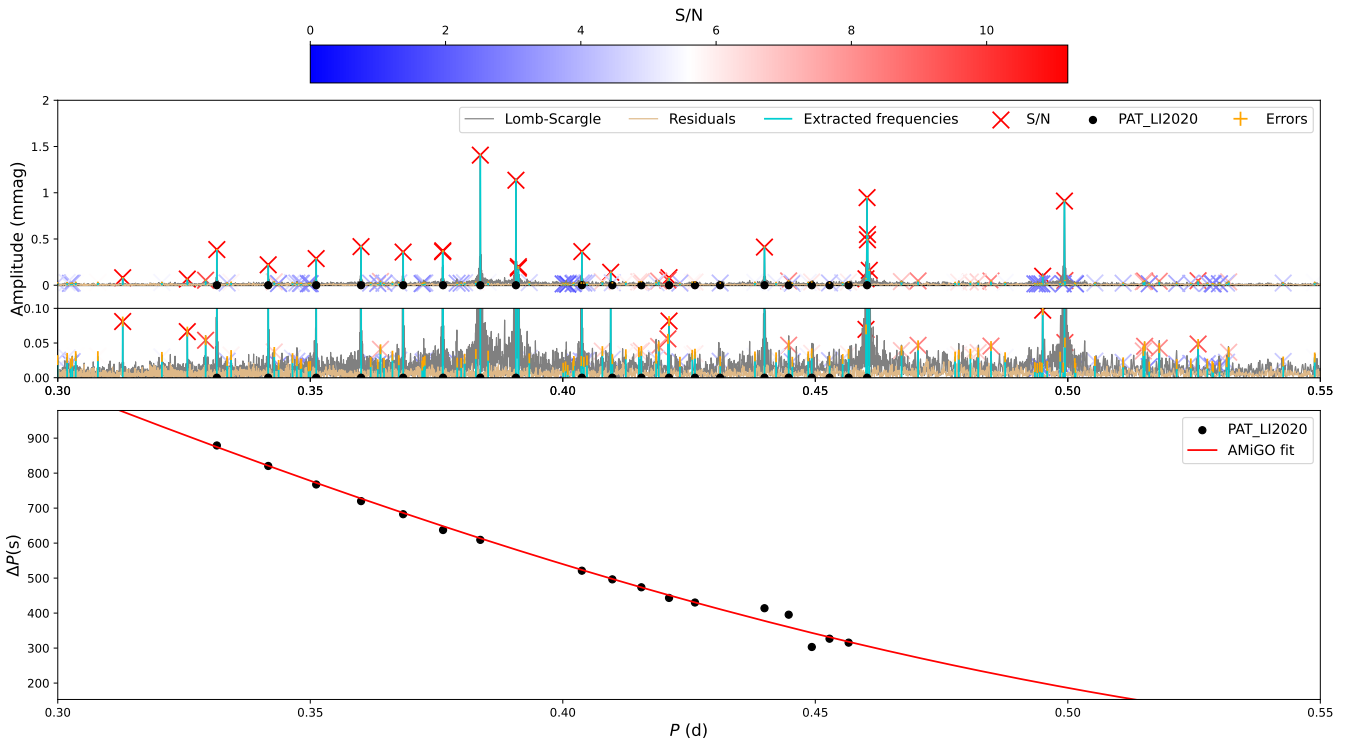 S/N
0 2 4 6 8 10
Lomb-Scargle Residuals Extracted frequencies S/N PAT_LI2020 Errors
Amplitude (mmag)
2
1.5
1
0.5
0
0.10
0.05
0.00
0.30 0.35 0.40 0.45 0.50 0.55
PAT_LI2020
AMiGO fit
ΔP(s)
900
800
700
600
500
400
300
200
0.30 0.35 0.40 0.45 0.50 0.55
P (d)